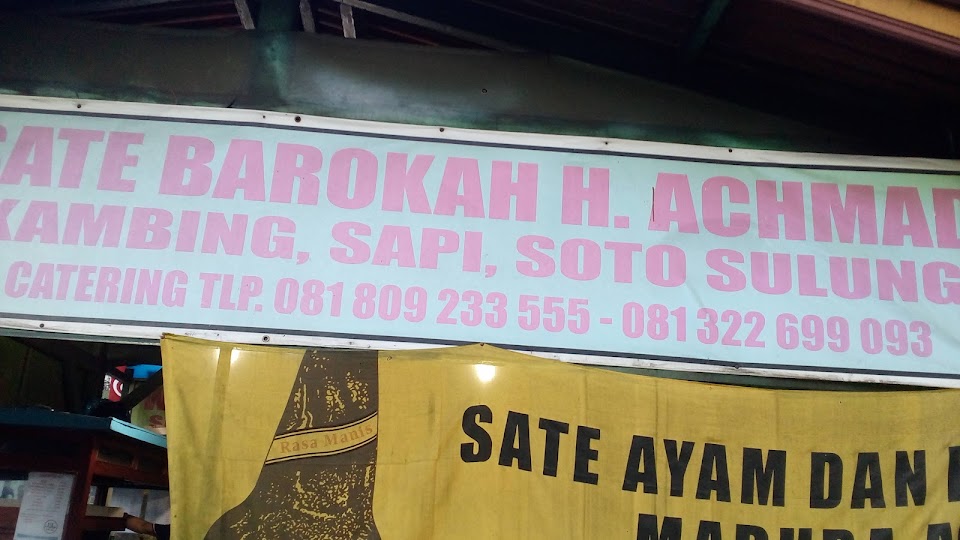 SATE BAROKAH H. ACHMAD
KAMBING, SAPI, SOTO SULUNG
CATERING TLP. 081 809 233 555 - 081 322 699 093
Rasa Manis
SATE AYAM DAN
MADURA